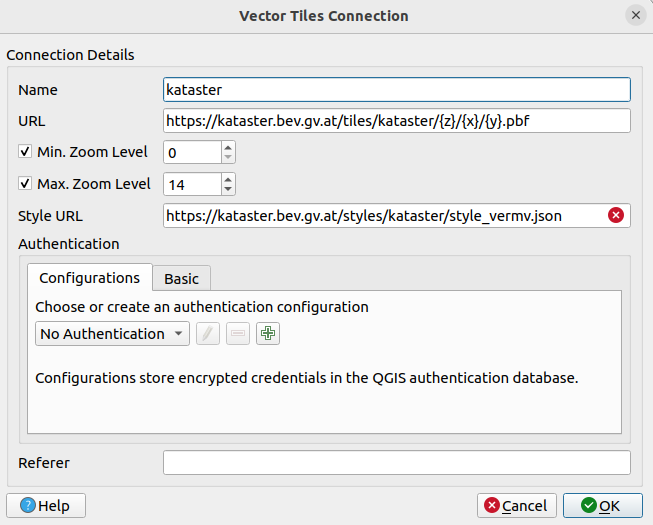 Vector Tiles Connection
Connection Details
Name kataster
URL https://kataster.bev.gv.at/tiles/kataster/{z}/{x}/{y}.pbf
Min. Zoom Level 0
Max. Zoom Level 14
Style URL https://kataster.bev.gv.at/styles/kataster/style_vermv.json
Authentication
Configurations Basic
Choose or create an authentication configuration
No Authentication
Configurations store encrypted credentials in the QGIS authentication database.
Referer
Help Cancel OK